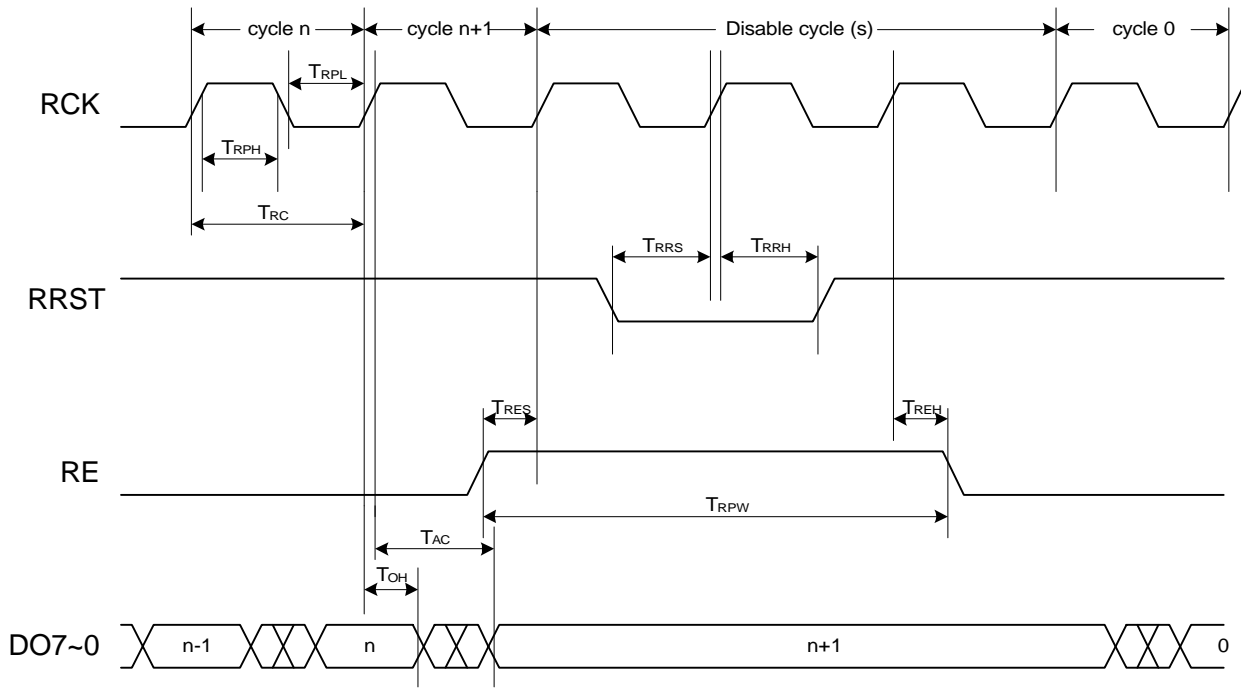 cycle n
cycle n+1
Disable cycle (s)
cycle 0
TRPL
RCK
TRPH
TRC
TRRS
TRRH
RRST
TRES
TREH
RE
TRPW
TAC
TOH
DO7~0
n-1
n
n+1
0